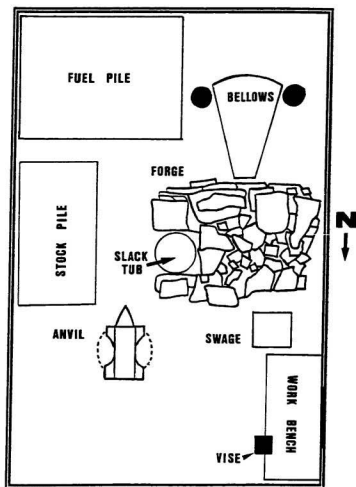 FUEL PILE
BELLOWS
FORGE
STOCK PILE
SLACK
TUB
N
ANVIL
SWAGE
WORK BENCH
VISE